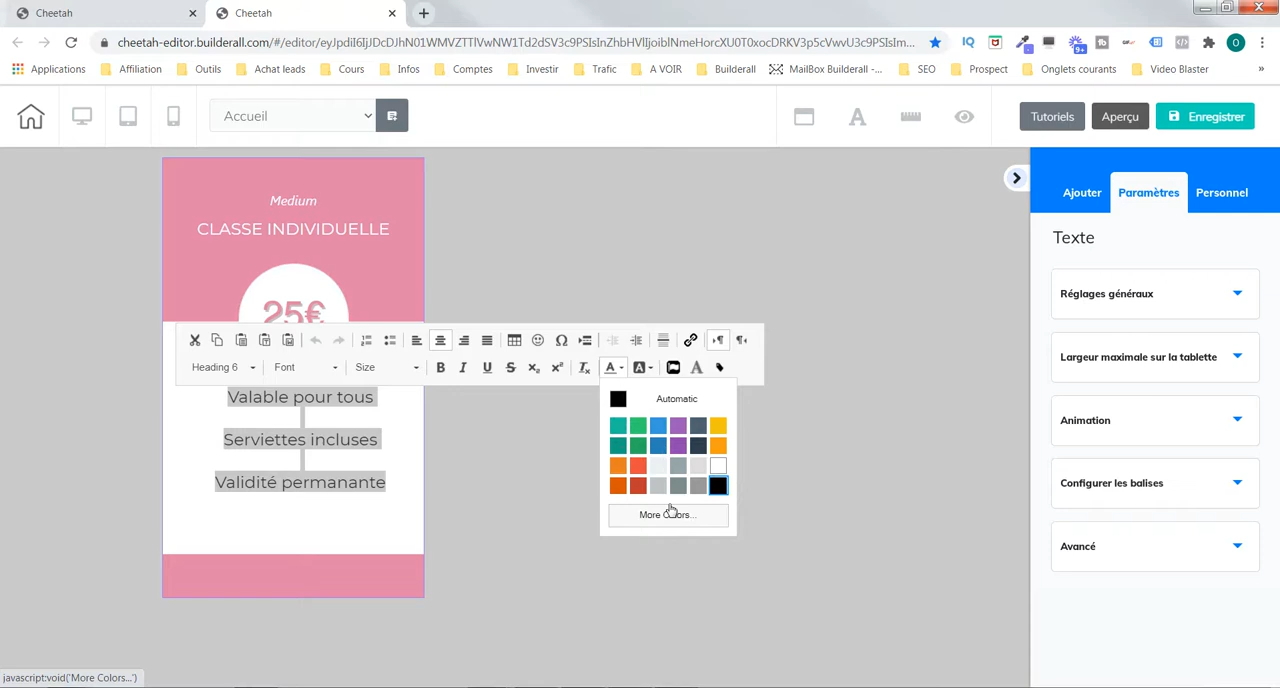 Cheetah
Cheetah
cheetah-editor.builderall.com/#/editor/eyJpdiI6IjJDcDJhN01WMVZTTlVwNW1Td2dSV3c9PSIsInZhbHVlIjoiblNmeHorcXU0T0xocDRKV3p5cVwvU3c9PSIsIm...
Applications
Affiliation
Outils
Achat leads
Cours
Infos
Comptes
Investir
Trafic
A VOIR
Builderall
MailBox Builderall -...
SEO
Prospect
Onglets courants
Video Blaster
»
Accueil
Tutoriels
Aperçu
Enregistrer
Ajouter
Paramètres
Personnel
Medium
CLASSE INDIVIDUELLE
25€
Heading 6
Font
Size
Automatic
More Colors...
Valable pour tous
Serviettes incluses
Validité permanante
Texte
Réglages généraux
Largeur maximale sur la tablette
Animation
Configurer les balises
Avancé
javascript:void('More Colors...')